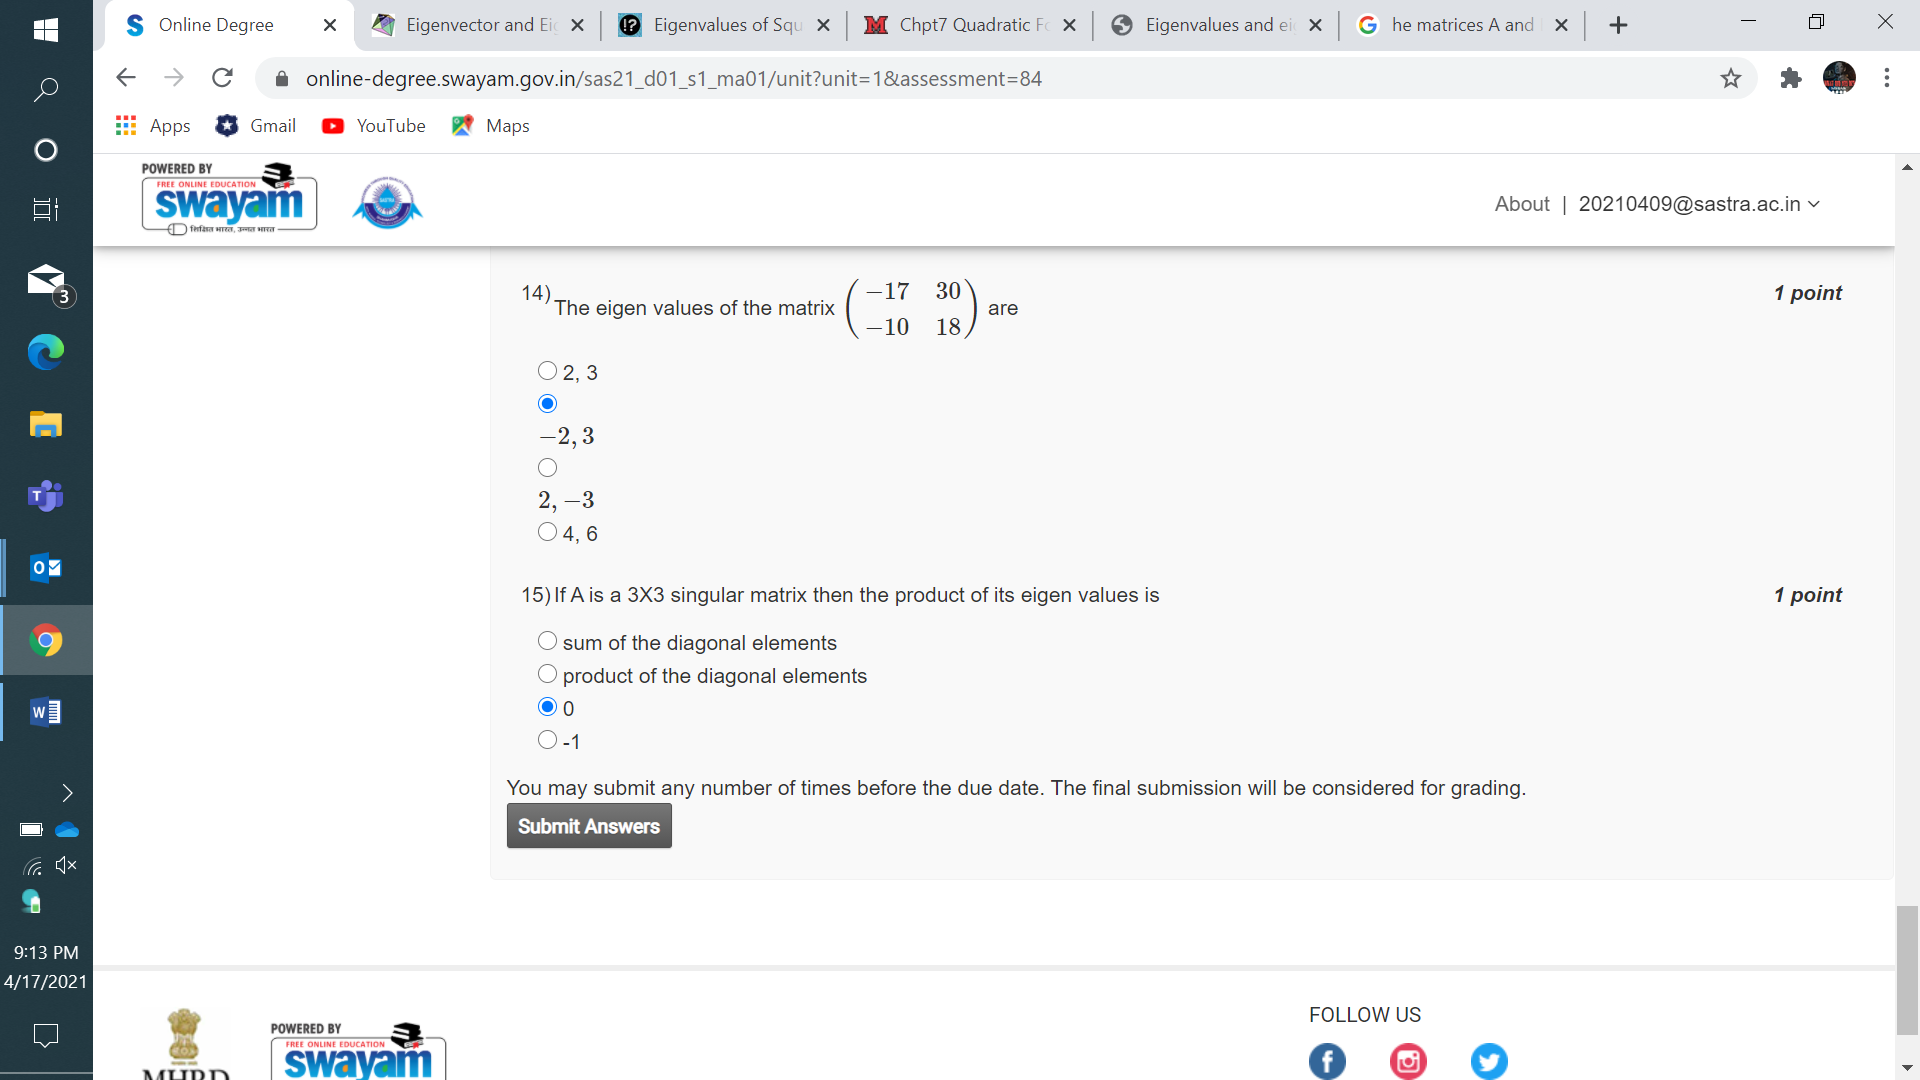 Online Degree
Eigenvector and Ei
Eigenvalues of Squ
Chpt7 Quadratic Fo
Eigenvalues and ei
he matrices A and
online-degree.swayam.gov.in/sas21_d01_s1_ma01/unit?unit=1&assessment=84
Apps
Gmail
YouTube
Maps
POWERED BY
FREE ONLINE EDUCATION
swayam
शिक्षित भारत, उन्नत भारत
About | 20210409@sastra.ac.in
14) The eigen values of the matrix
−17 30
−10 18
are
1 point
2, 3
−2, 3
2, −3
4, 6
15) If A is a 3X3 singular matrix then the product of its eigen values is
1 point
sum of the diagonal elements
product of the diagonal elements
0
-1
You may submit any number of times before the due date. The final submission will be considered for grading.
Submit Answers
3
9:13 PM
4/17/2021
MHRD
POWERED BY
FREE ONLINE EDUCATION
swayam
FOLLOW US